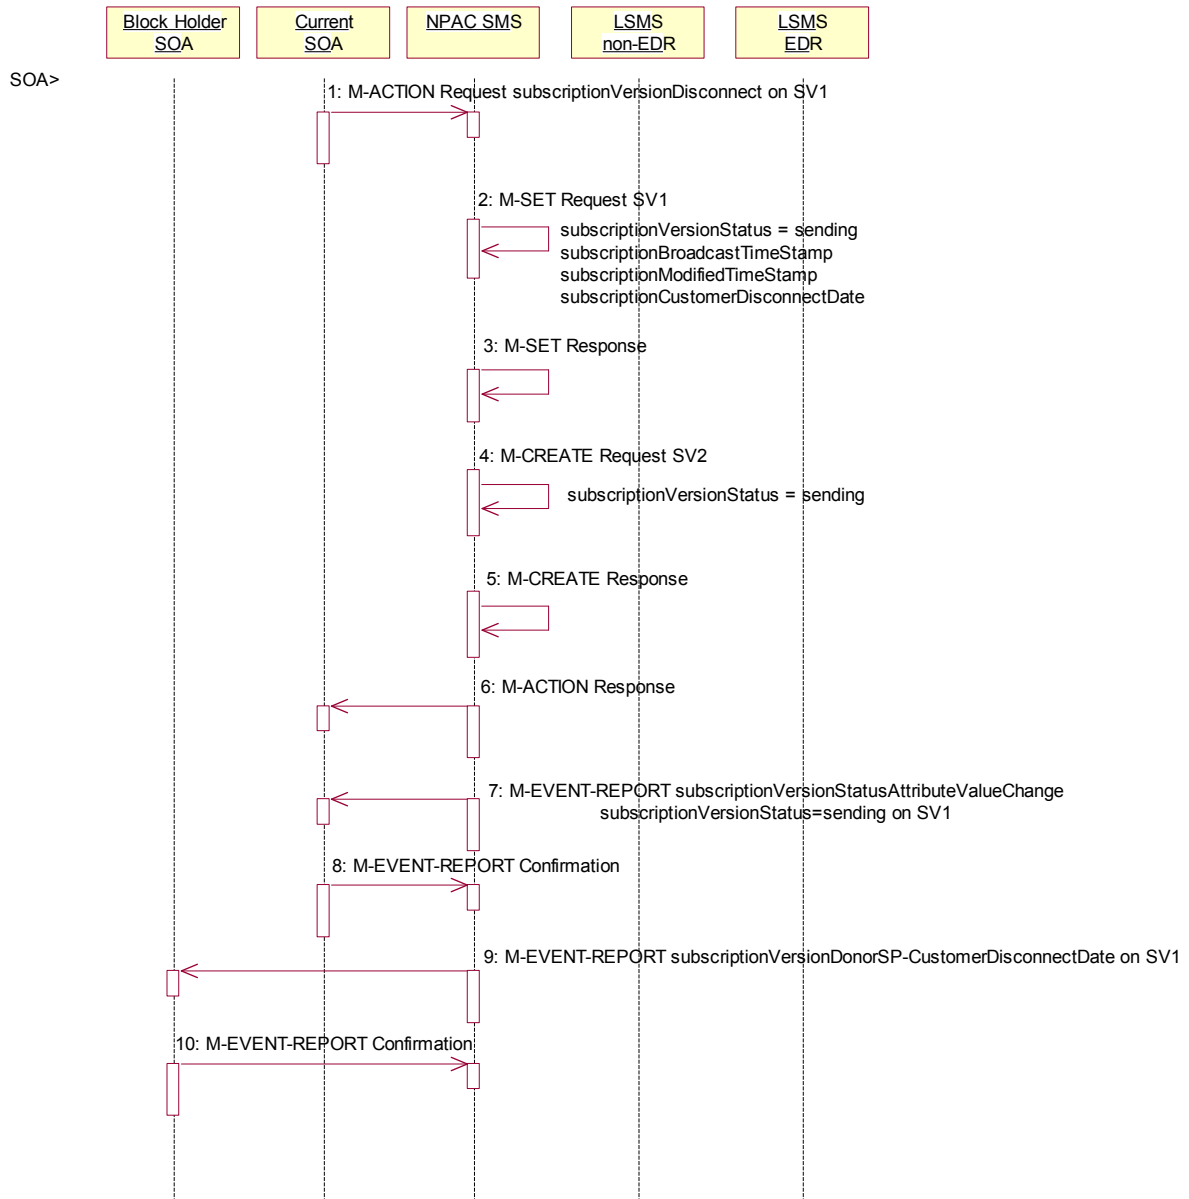 Block Holder
SOA
Current
SOA
NPAC SMS
LSMS
non-EDR
LSMS
EDR
SOA>
1: M-ACTION Request subscriptionVersionDisconnect on SV1
2: M-SET Request SV1
subscriptionVersionStatus = sending
subscriptionBroadcastTimeStamp
subscriptionModifiedTimeStamp
subscriptionCustomerDisconnectDate
3: M-SET Response
4: M-CREATE Request SV2
subscriptionVersionStatus = sending
5: M-CREATE Response
6: M-ACTION Response
7: M-EVENT-REPORT subscriptionVersionStatusAttributeValueChange
subscriptionVersionStatus=sending on SV1
8: M-EVENT-REPORT Confirmation
9: M-EVENT-REPORT subscriptionVersionDonorSP-CustomerDisconnectDate on SV1
10: M-EVENT-REPORT Confirmation